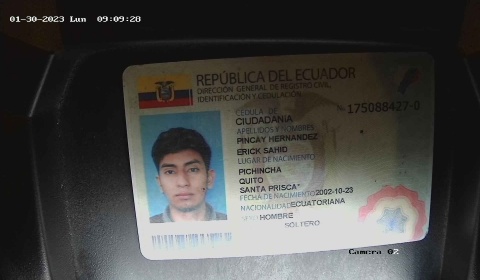 01-30-2023 Lun 09:09:28
REPÚBLICA DEL ECUADOR
DIRECCIÓN GENERAL DE REGISTRO CIVIL,
IDENTIFICACIÓN Y CEDULACIÓN
CÉDULA DE
CIUDADANÍA
No 175088427-0
APELLIDOS Y NOMBRES
PINCAY HERNANDEZ
ERICK SAHID
LUGAR DE NACIMIENTO
PICHINCHA
QUITO
SANTA PRISCA
FECHA DE NACIMIENTO 2002-10-23
NACIONALIDAD ECUATORIANA
SEXO HOMBRE
SOLTERO
Camera 02